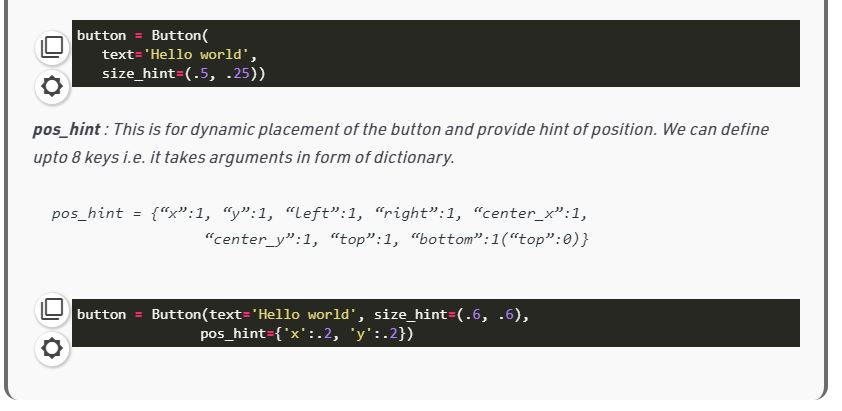 button = Button(
text='Hello world',
size_hint=(.5, .25))
pos_hint : This is for dynamic placement of the button and provide hint of position. We can define
upto 8 keys i.e. it takes arguments in form of dictionary.
pos_hint = {“x”:1, “y”:1, “left”:1, “right”:1, “center_x”:1,
“center_y”:1, “top”:1, “bottom”:1(“top”:0)}
button = Button(text='Hello world', size_hint=(.6, .6),
pos_hint={'x':.2, 'y':.2})